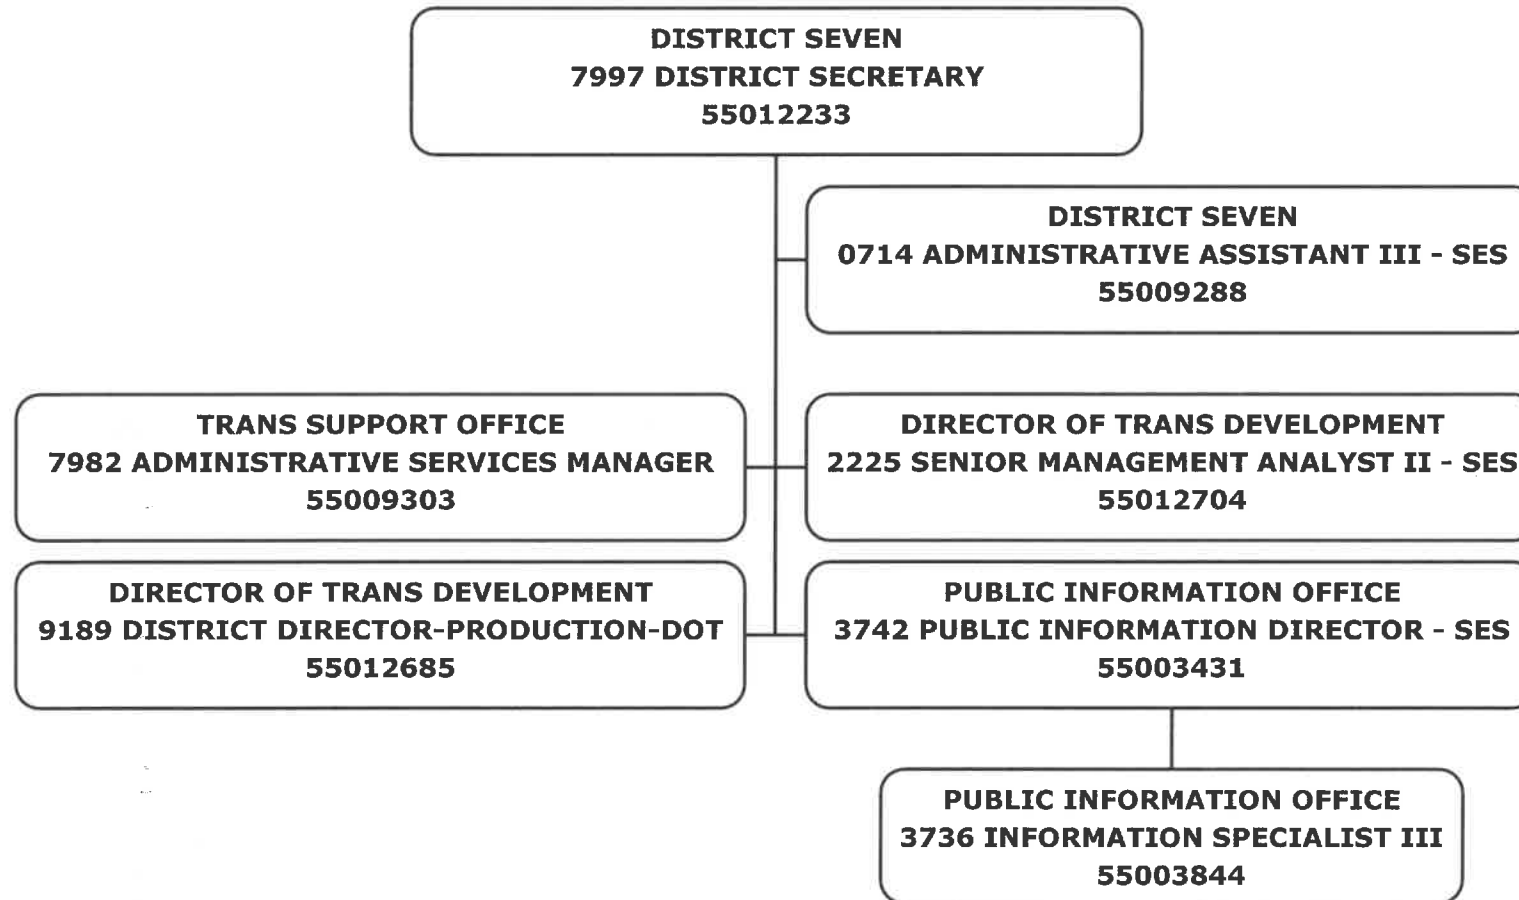 DISTRICT SEVEN
7997 DISTRICT SECRETARY
55012233
DISTRICT SEVEN
0714 ADMINISTRATIVE ASSISTANT III - SES
55009288
TRANS SUPPORT OFFICE
7982 ADMINISTRATIVE SERVICES MANAGER
55009303
DIRECTOR OF TRANS DEVELOPMENT
2225 SENIOR MANAGEMENT ANALYST II - SES
55012704
DIRECTOR OF TRANS DEVELOPMENT
9189 DISTRICT DIRECTOR-PRODUCTION-DOT
55012685
PUBLIC INFORMATION OFFICE
3742 PUBLIC INFORMATION DIRECTOR - SES
55003431
PUBLIC INFORMATION OFFICE
3736 INFORMATION SPECIALIST III
55003844